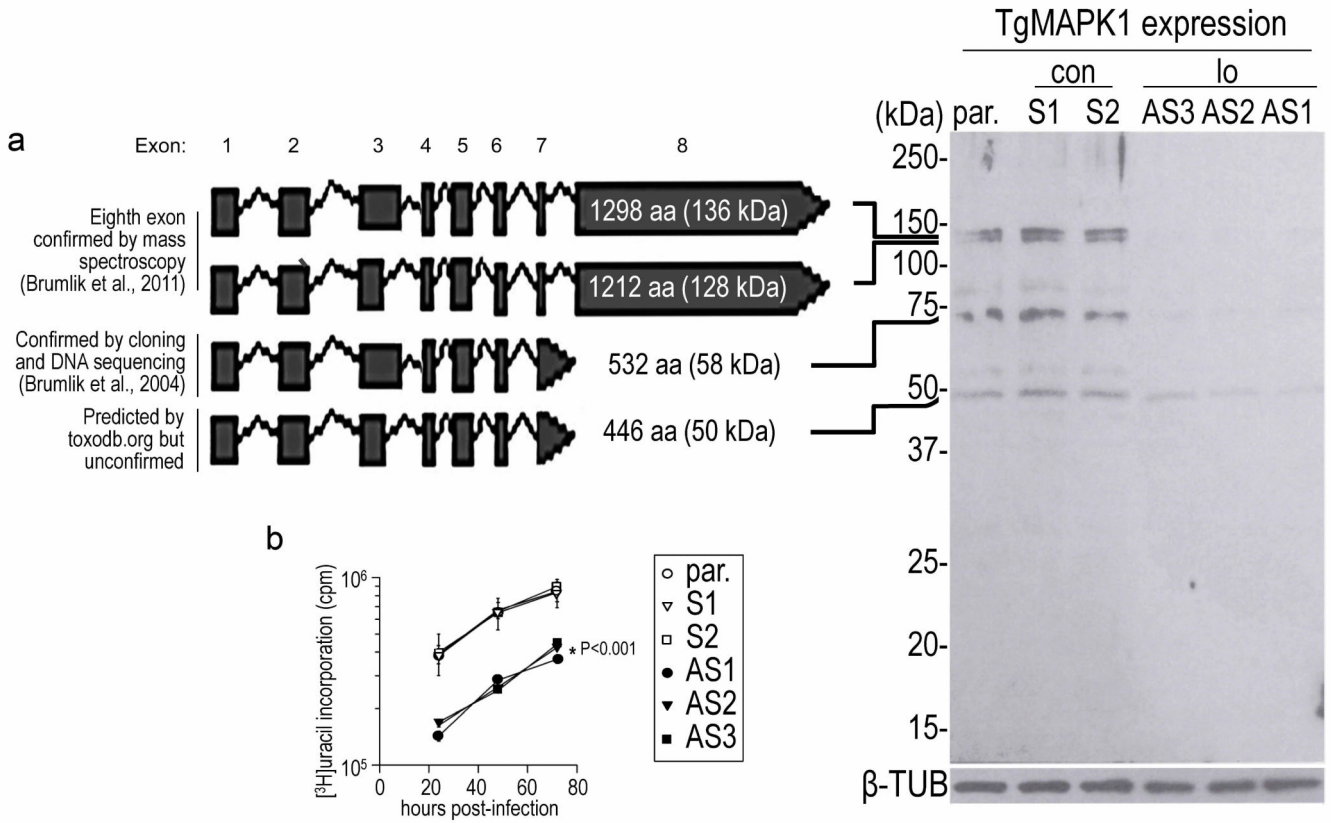 TgMAPK1 expression
con lo
(kDa) par. S1 S2 AS3 AS2 AS1
a
Exon: 1 2 3 4 5 6 7 8
Eighth exon
confirmed by mass
spectroscopy
(Brumlik et al., 2011)
1298 aa (136 kDa)
1212 aa (128 kDa)
Confirmed by cloning
and DNA sequencing
(Brumlik et al., 2004)
532 aa (58 kDa)
Predicted by
toxodb.org but
unconfirmed
446 aa (50 kDa)
250-
150-
100-
75-
50-
37-
25-
20-
15-
β-TUB
b
[³H]uracil incorporation (cpm)
10⁶
10⁵
0 20 40 60 80
hours post-infection
* P<0.001
par.
S1
S2
AS1
AS2
AS3